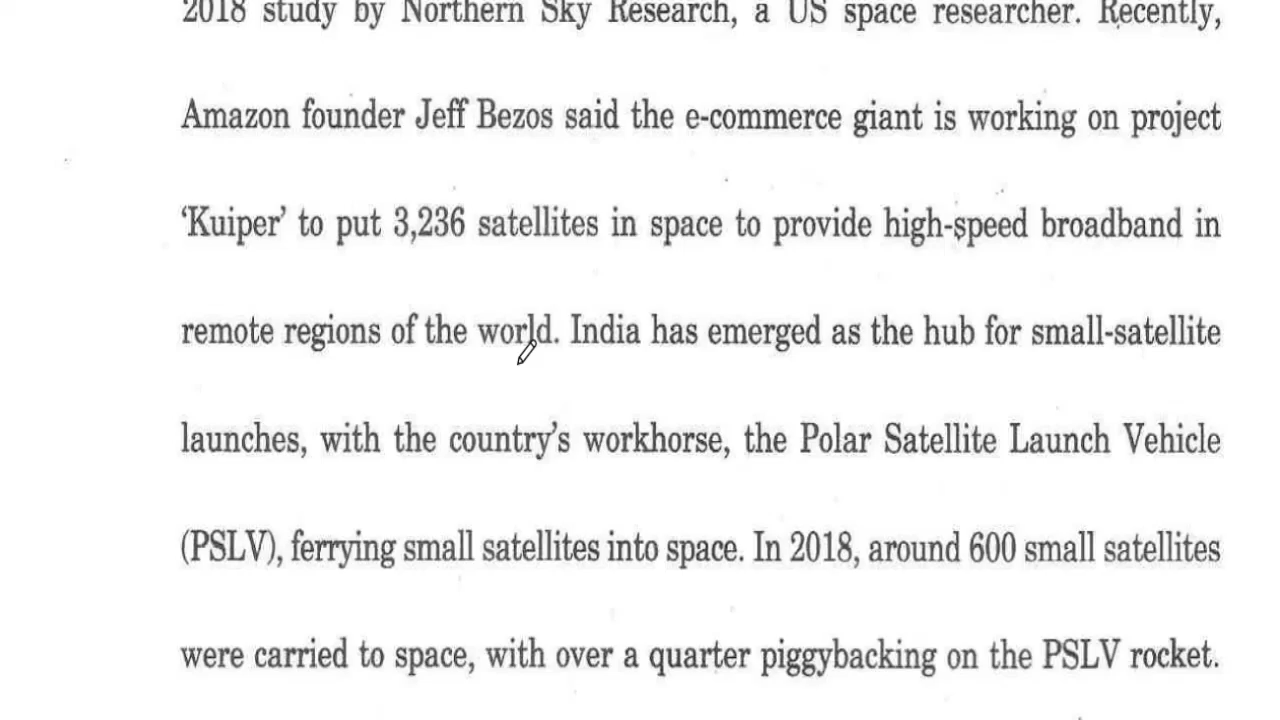 2018 study by Northern Sky Research, a US space researcher. Recently,
Amazon founder Jeff Bezos said the e-commerce giant is working on project
‘Kuiper’ to put 3,236 satellites in space to provide high-speed broadband in
remote regions of the world. India has emerged as the hub for small-satellite
launches, with the country’s workhorse, the Polar Satellite Launch Vehicle
(PSLV), ferrying small satellites into space. In 2018, around 600 small satellites
were carried to space, with over a quarter piggybacking on the PSLV rocket.